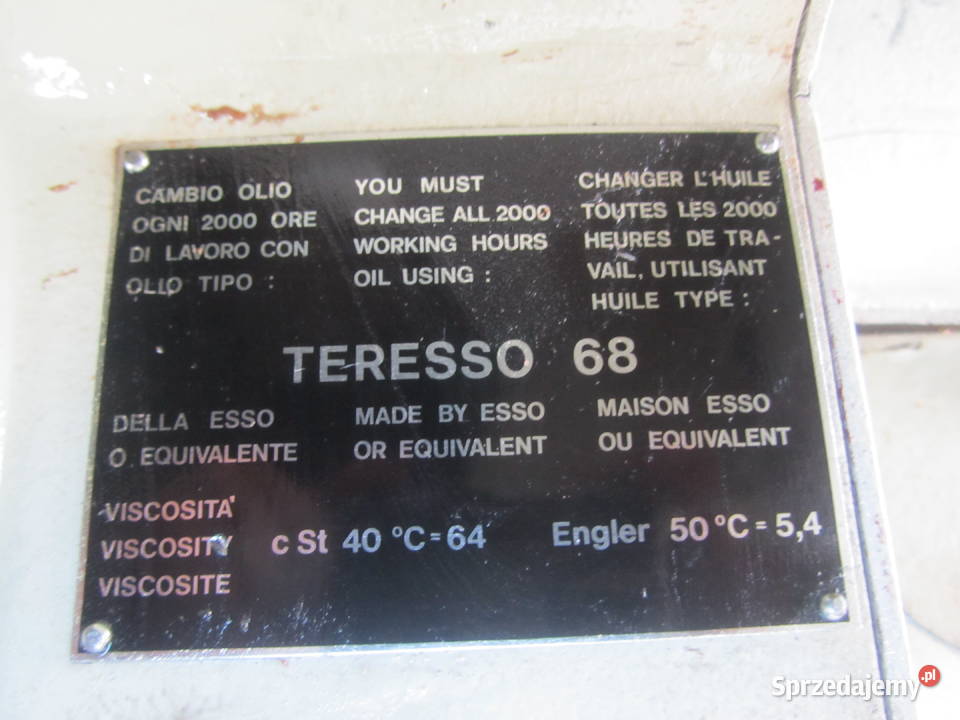 CAMBIO OLIO
OGNI 2000 ORE
DI LAVORO CON
OLIO TIPO :
YOU MUST
CHANGE ALL 2000
WORKING HOURS
OIL USING :
CHANGER L'HUILE
TOUTES LES 2000
HEURES DE TRA-
VAIL, UTILISANT
HUILE TYPE :
TERESSO 68
DELLA ESSO
O EQUIVALENTE
MADE BY ESSO
OR EQUIVALENT
MAISON ESSO
OU EQUIVALENT
VISCOSITA'
VISCOSITY
VISCOSITE
c St 40 °C = 64
Engler 50 °C = 5,4
Sprzedajemy.pl